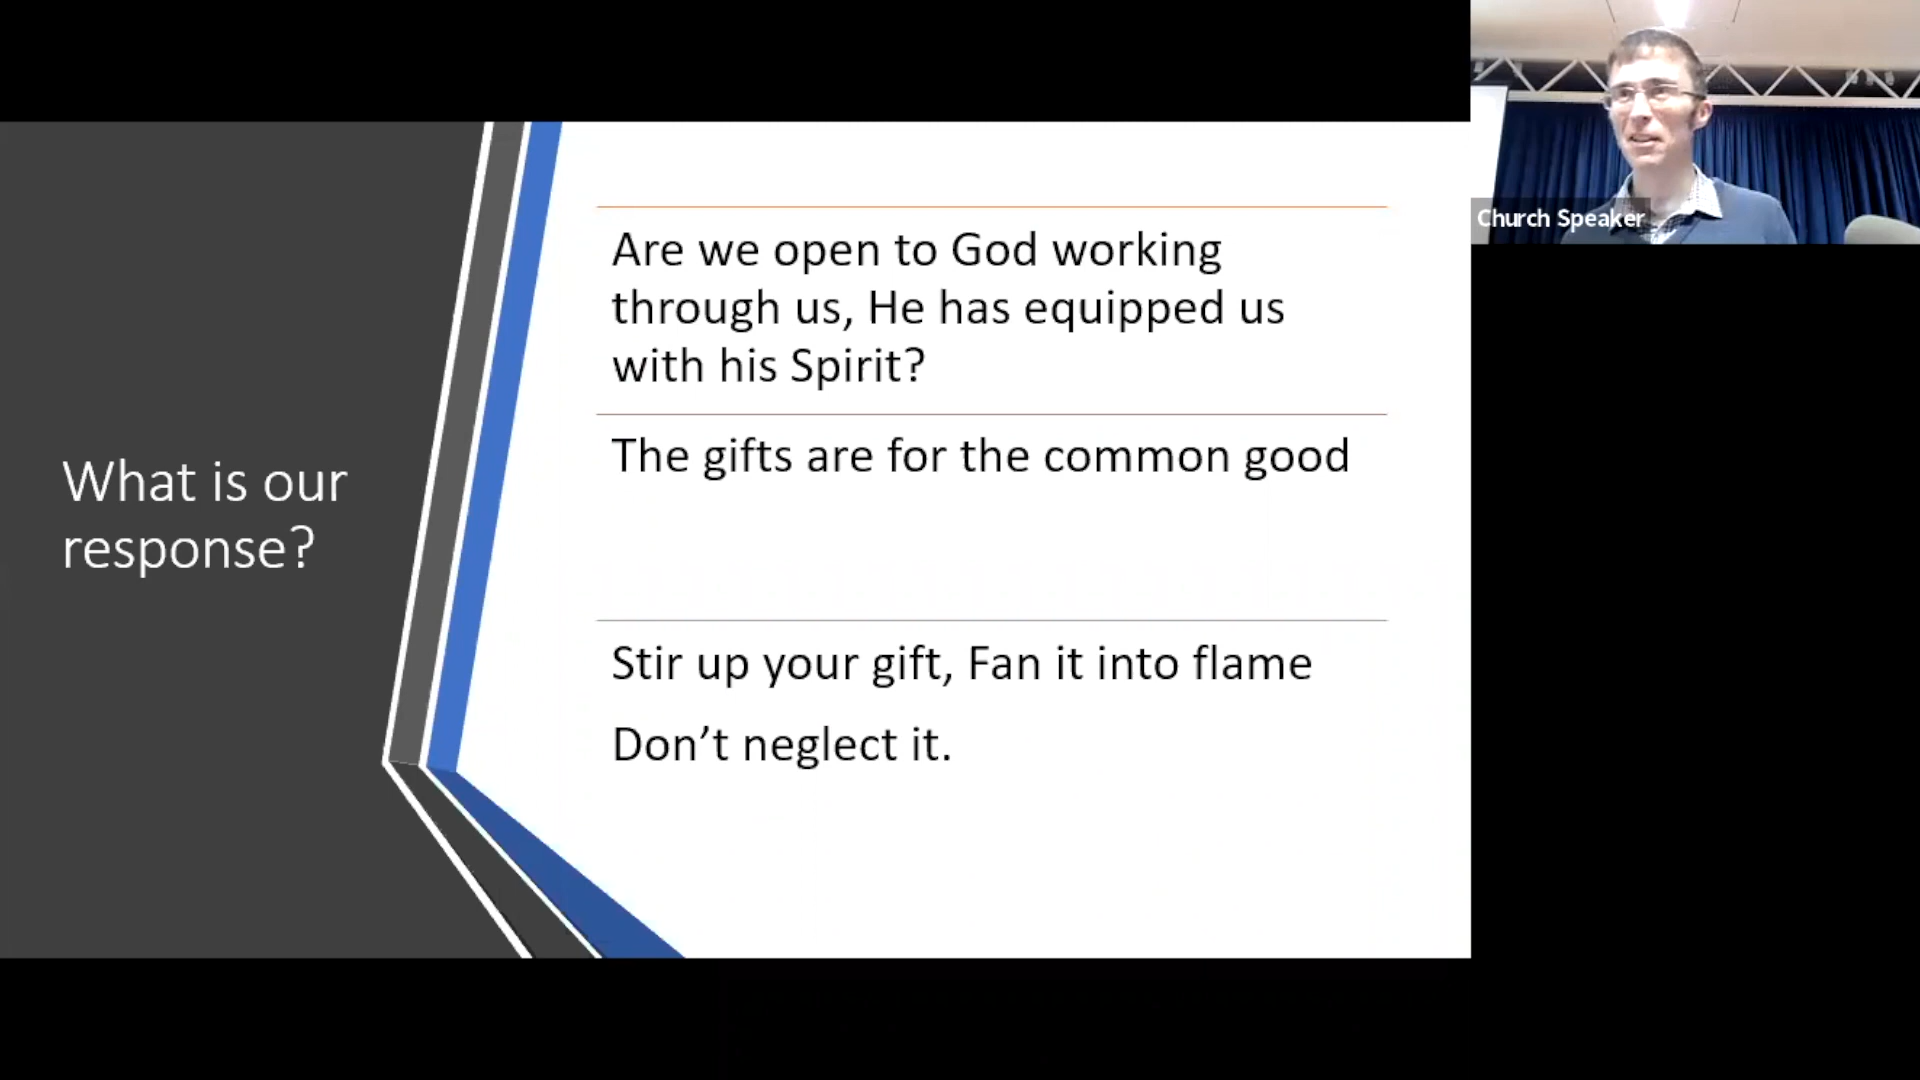 What is our
response?
Are we open to God working
through us, He has equipped us
with his Spirit?
The gifts are for the common good
Stir up your gift, Fan it into flame
Don’t neglect it.
Church Speaker